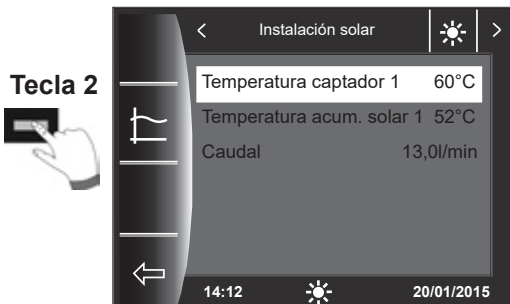 Tecla 2
< Instalación solar >
Temperatura captador 1 60°C
Temperatura acum. solar 1 52°C
Caudal 13,0l/min
14:12 20/01/2015